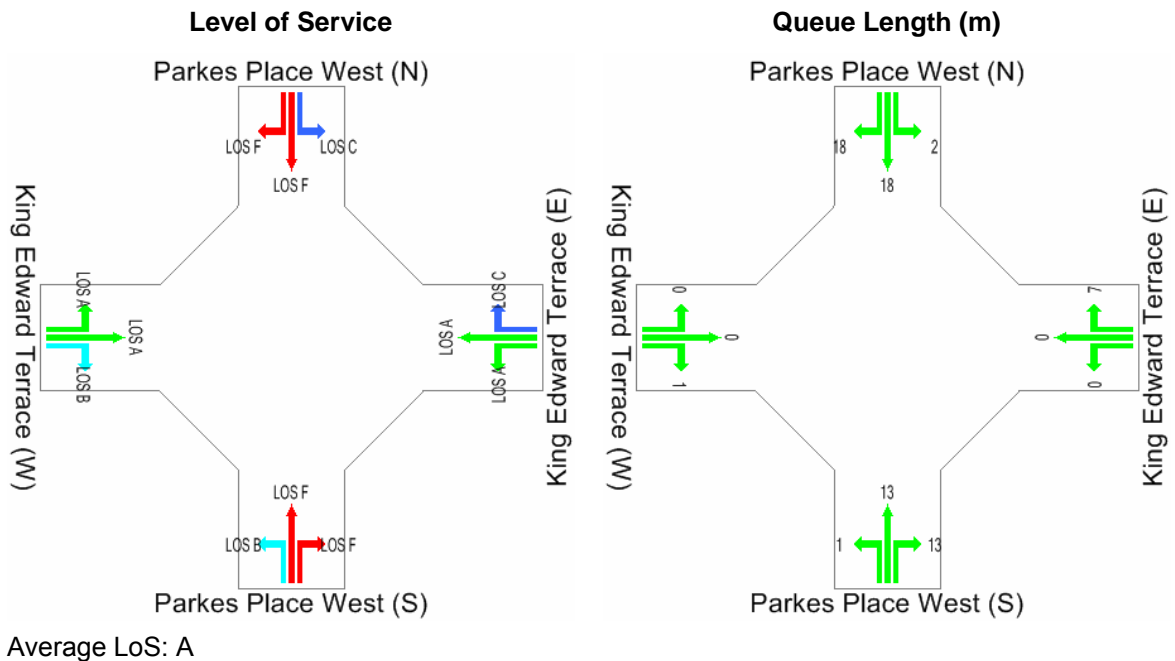 Level of Service
Parkes Place West (N)
LOS F
LOS C
LOS F
King Edward Terrace (W)
LOS A
LOS A
LOS B
LOS C
LOS A
LOS A
King Edward Terrace (E)
LOS F
LOS B
LOS F
Parkes Place West (S)
Average LoS: A
Queue Length (m)
Parkes Place West (N)
18
2
18
King Edward Terrace (W)
0
0
1
7
0
0
King Edward Terrace (E)
13
1
13
Parkes Place West (S)